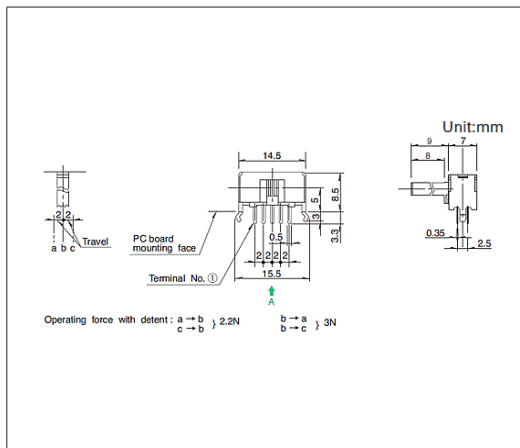 Unit:mm
9
7
8
14.5
8.5
5
3
3.3
2 2
Travel
a b c
PC board
mounting face
0.5
0.35
2.5
2 2 2 2
Terminal No. ①
15.5
A
Operating force with detent : a → b } 2.2N b → a } 3N
c → b b → c